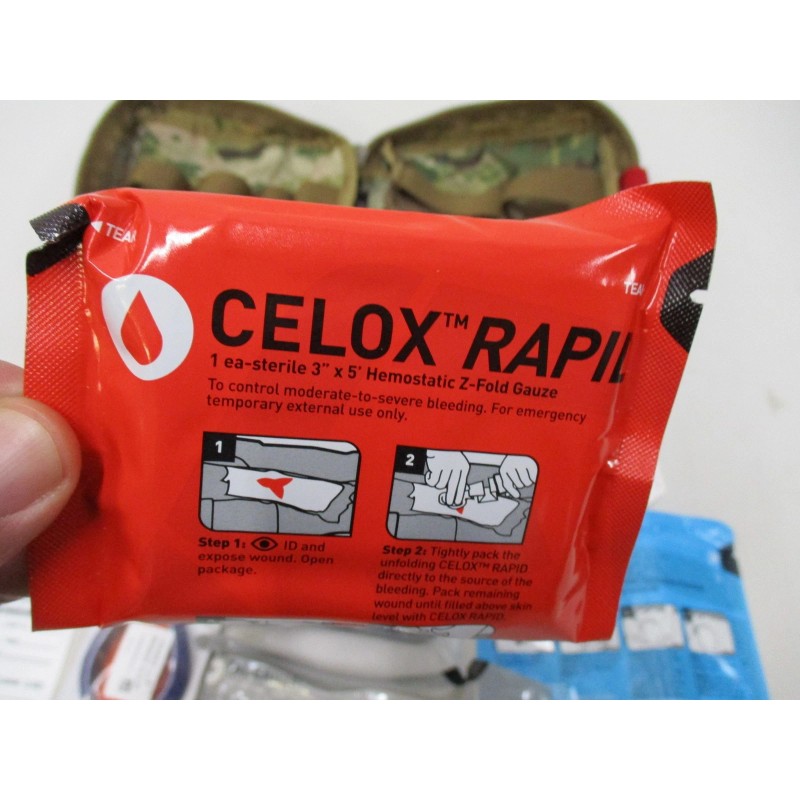 TEA
TEA
CELOX™ RAPID
1 ea-sterile 3" x 5' Hemostatic Z-Fold Gauze
To control moderate-to-severe bleeding. For emergency
temporary external use only.
1
2
Step 1: ID and
expose wound. Open
package.
Step 2: Tightly pack the
unfolding CELOX™ RAPID
directly to the source of the
bleeding. Pack remaining
wound until filled above skin
level with CELOX RAPID.